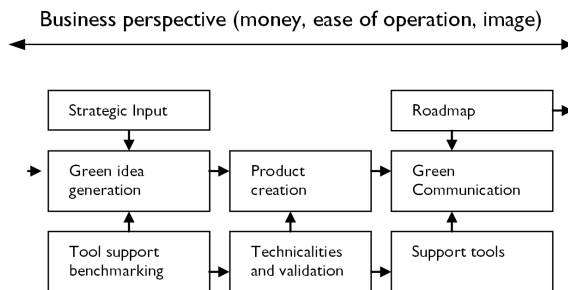 Business perspective (money, ease of operation, image)
Strategic Input
Roadmap
Green idea
generation
Product
creation
Green
Communication
Tool support
benchmarking
Technicalities
and validation
Support tools